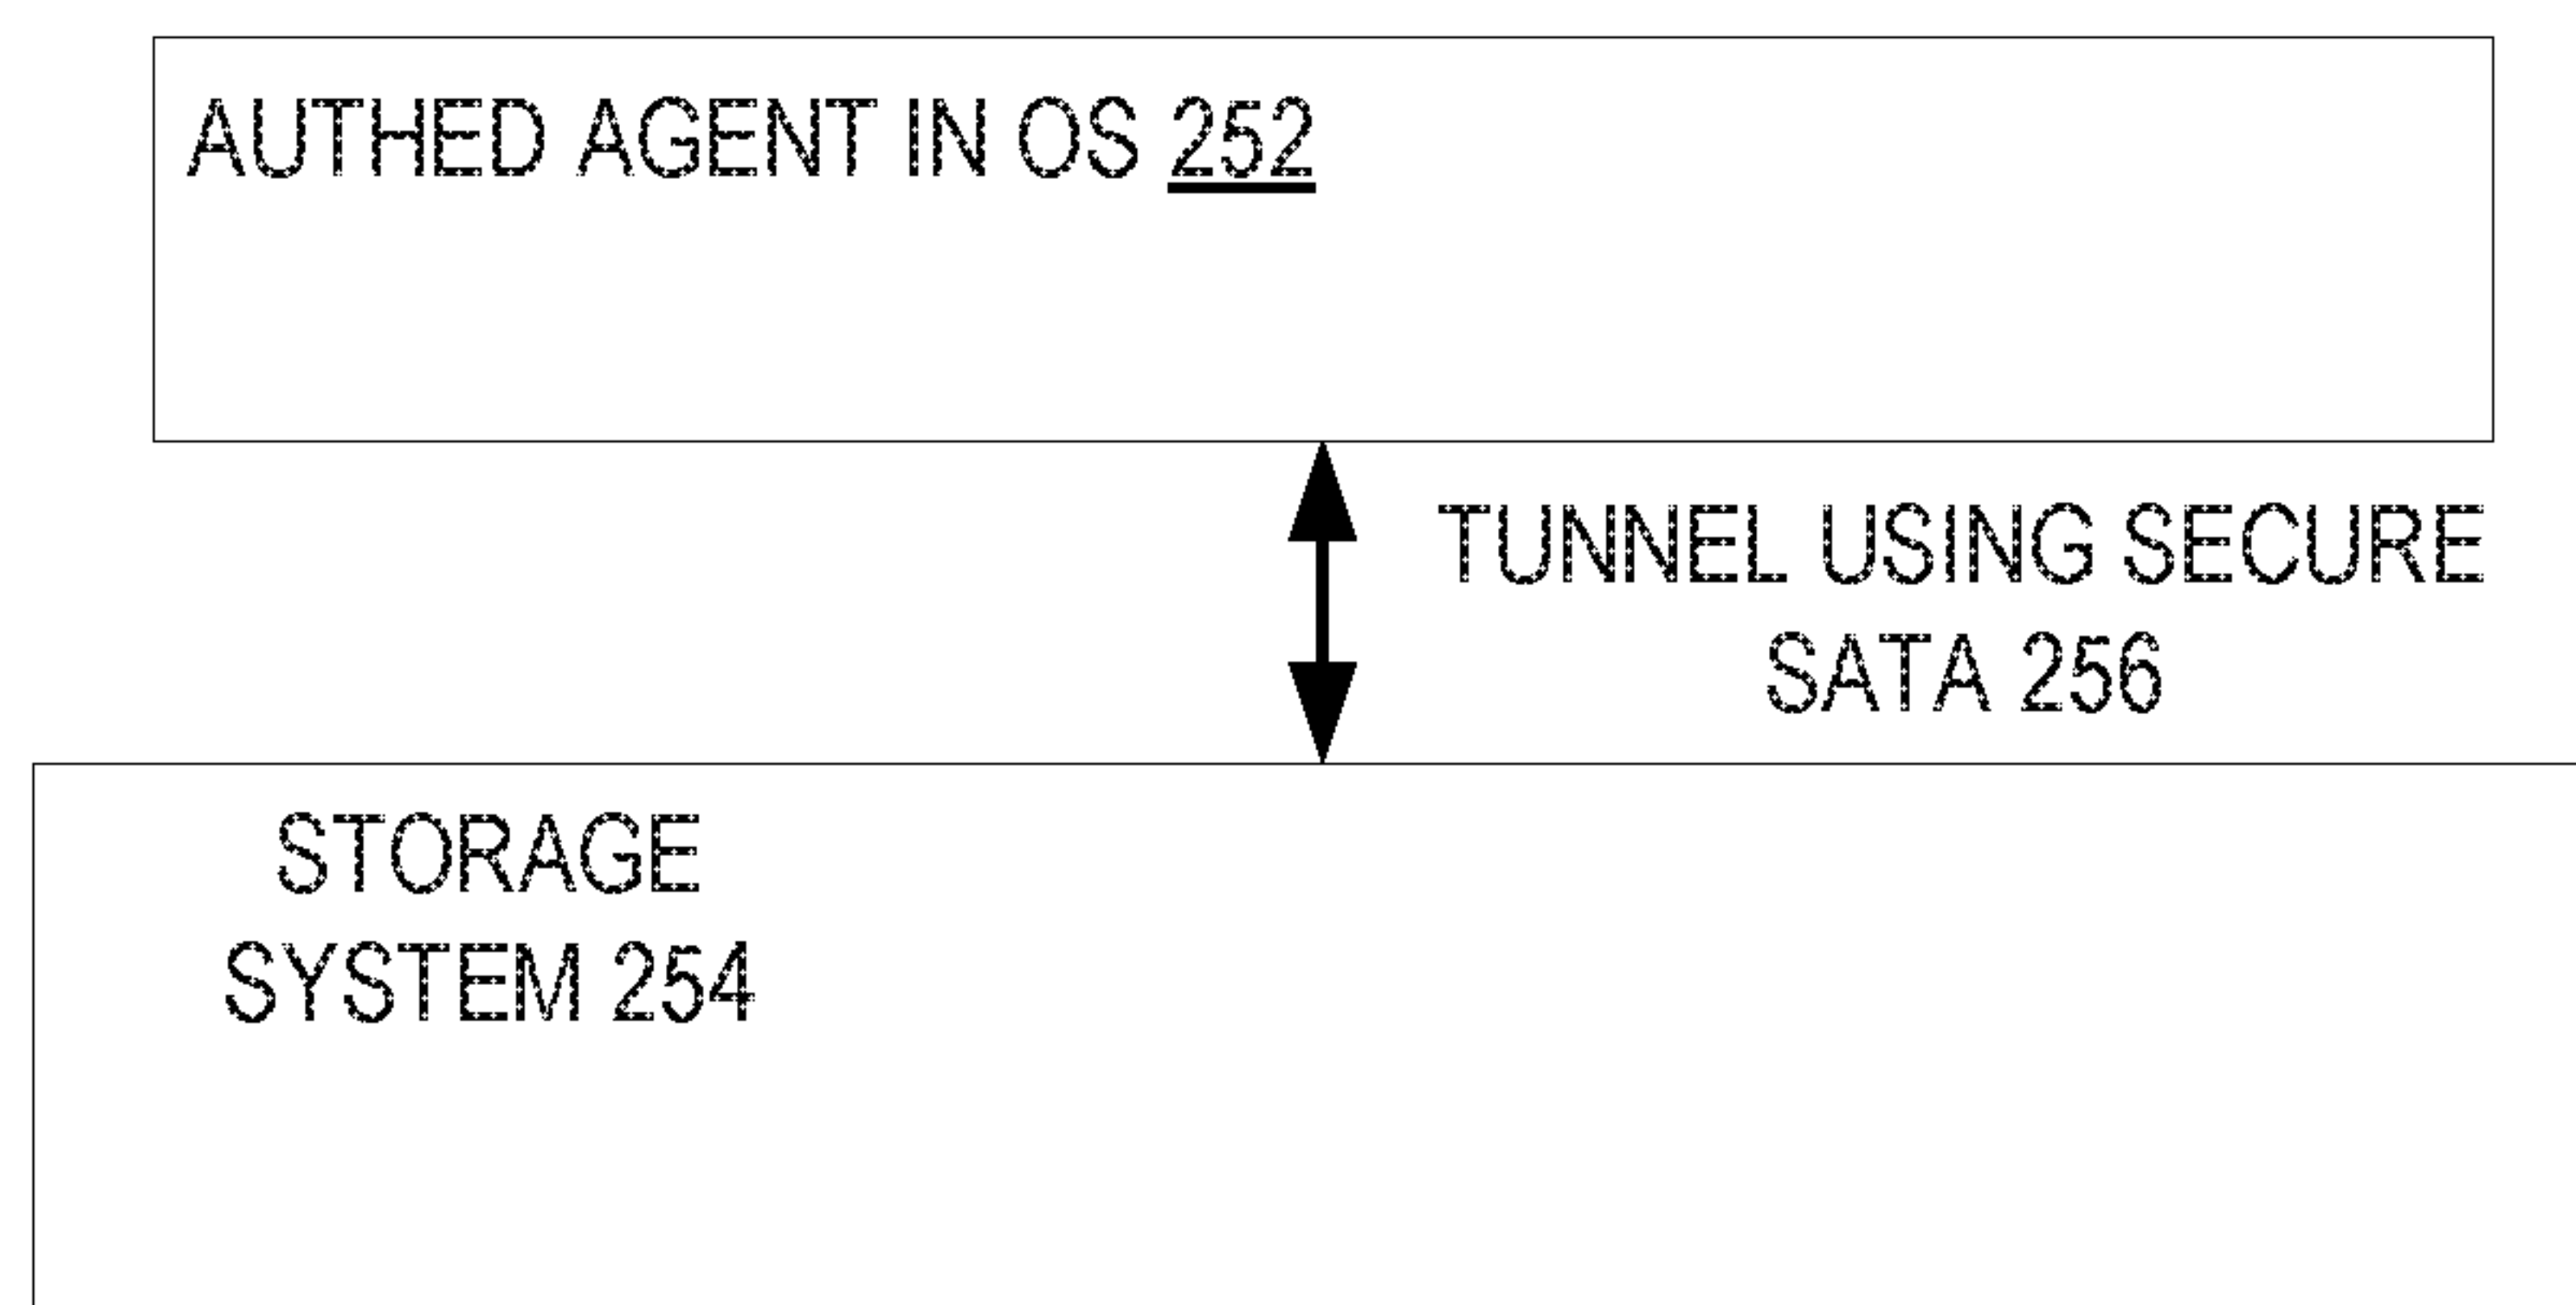 AUTHED AGENT IN OS 252
TUNNEL USING SECURE
SATA 256
STORAGE
SYSTEM 254